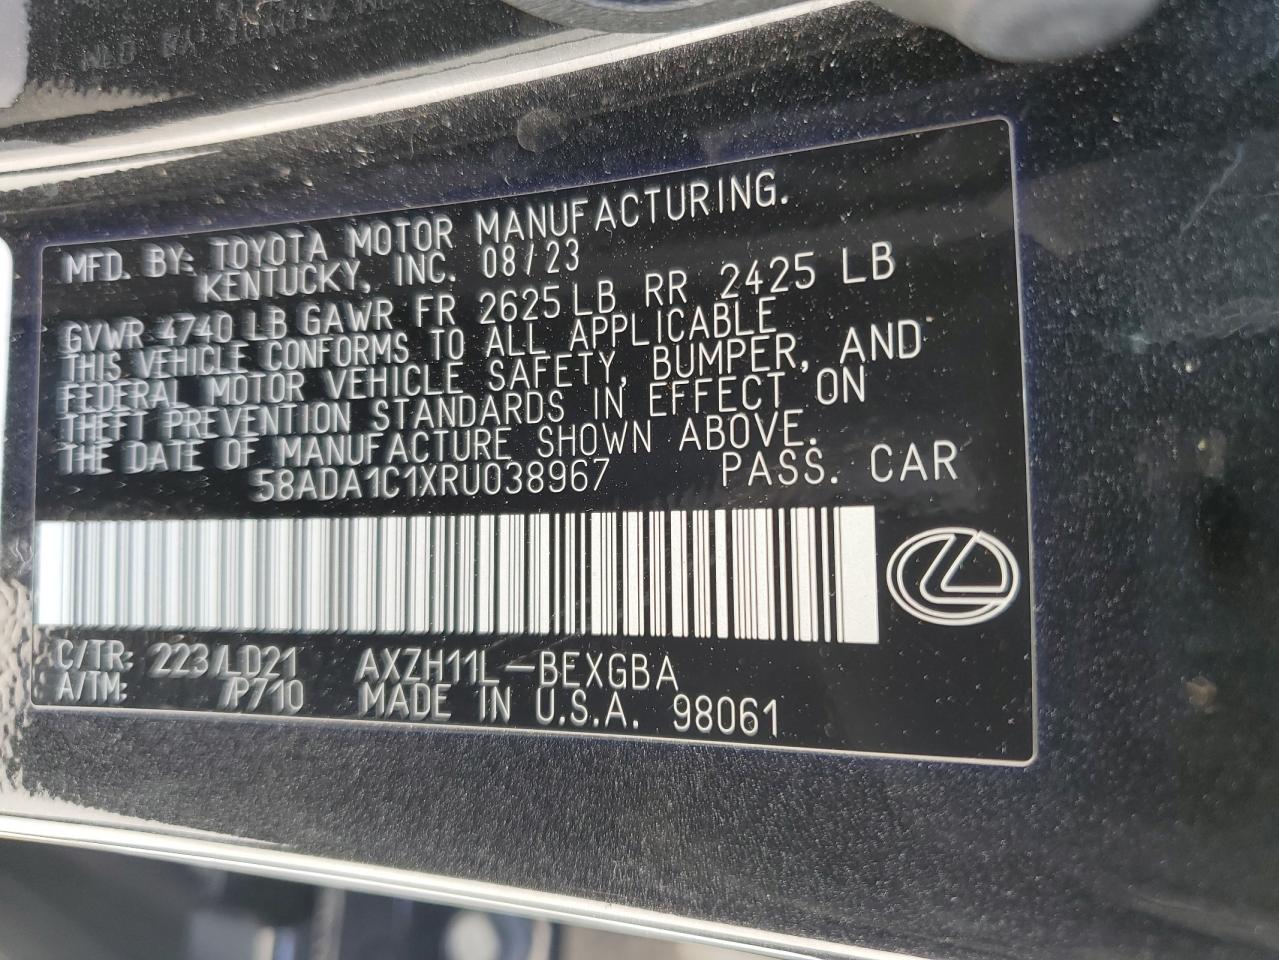 MFD. BY: TOYOTA MOTOR MANUFACTURING.
KENTUCKY, INC. 08/23
GVWR 4740 LB GAWR FR 2625 LB RR 2425 LB
THIS VEHICLE CONFORMS TO ALL APPLICABLE
FEDERAL MOTOR VEHICLE SAFETY, BUMPER, AND
THEFT PREVENTION STANDARDS IN EFFECT ON
THE DATE OF MANUFACTURE SHOWN ABOVE.
58ADA1C1XRU038967 PASS. CAR
C/TR: 223/LD21 AXZH11L-BEXGBA
A/TM: /P710 MADE IN U.S.A. 98061